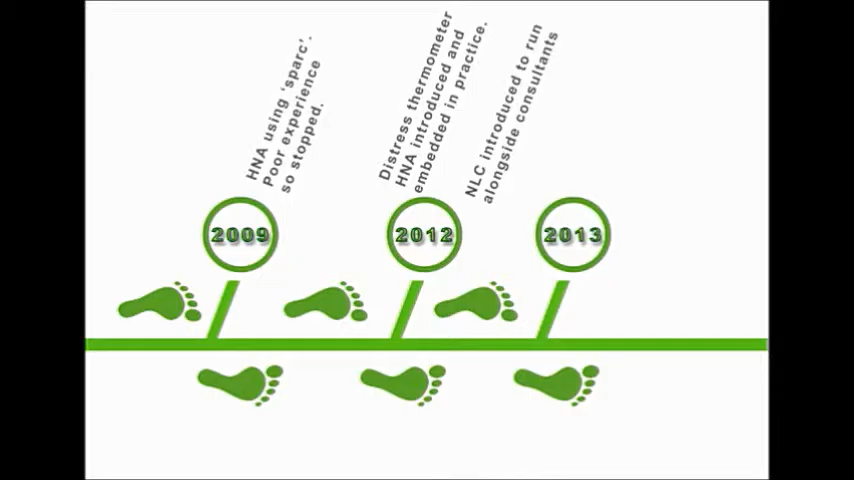 HNA using 'sparc'.
Poor experience
so stopped.
Distress thermometer
HNA introduced and
embedded in practice.
NLC introduced to run
alongside consultants
2009
2012
2013